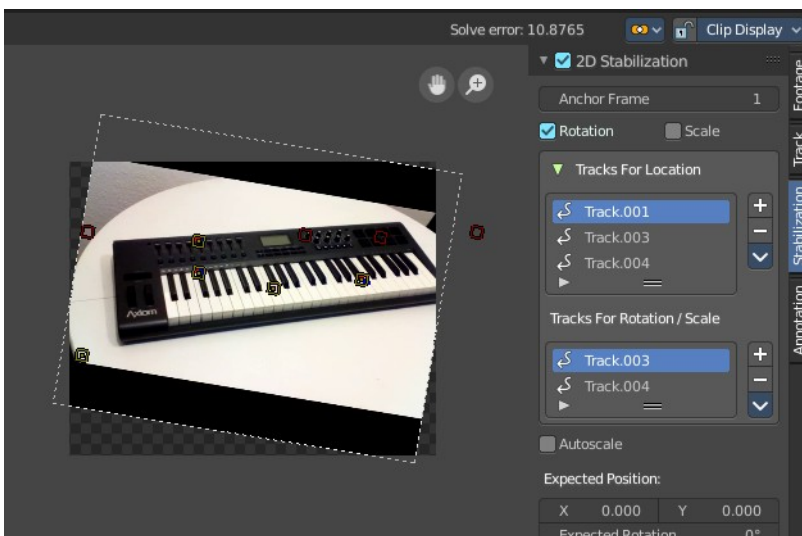 Solve error: 10.8765
Clip Display
2D Stabilization
Anchor Frame 1
Rotation Scale
Tracks For Location
Track.001
Track.003
Track.004
Tracks For Rotation / Scale
Track.003
Track.004
Autoscale
Expected Position:
X 0.000 Y 0.000
Expected Rotation 0°
Footage
Track
Stabilization
Annotation
Axiom